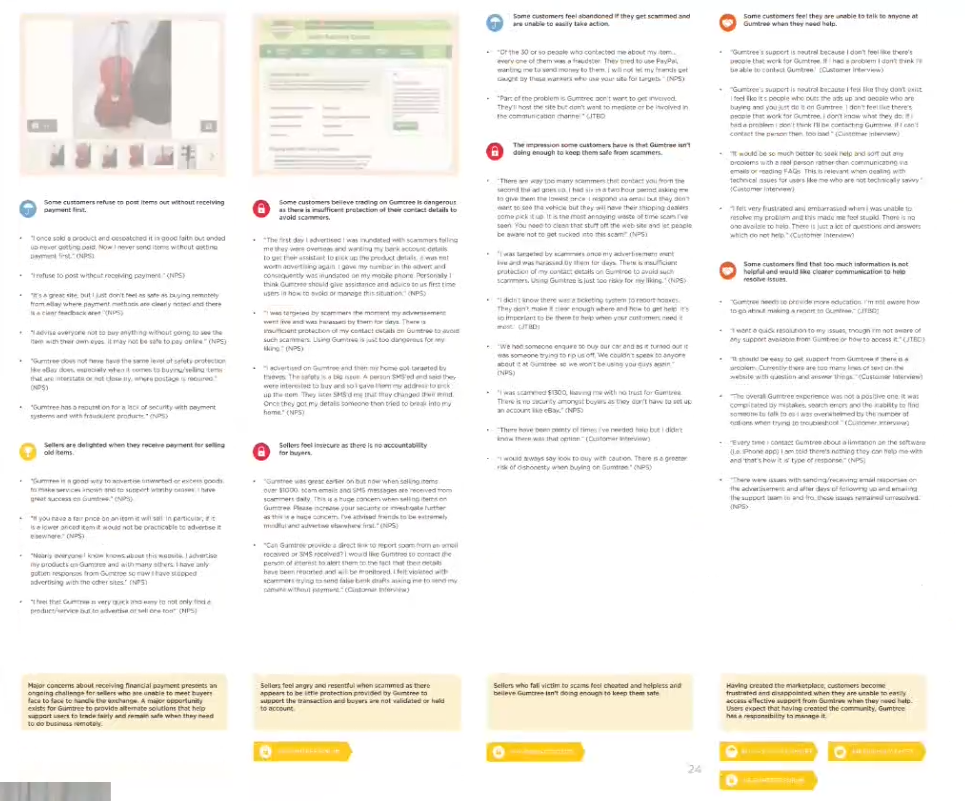 Some customers refuse to post items out without receiving
payment first.
"I once sold a product and despatched it in good faith but ended
up never getting paid. Now I never send items without getting
payment first." (NPS)
"I refuse to post without receiving payment." (NPS)
"It's a great site, but I just don't feel as safe as buying remotely
from eBay where payment methods are clearly noted and there
is a clear feedback area." (NPS)
"I advise everyone not to buy anything without going to see the
item with their own eyes, it may not be safe to pay online." (NPS)
"Gumtree does not have the same level of safety protection
like eBay does, especially when it comes to buying/selling items
that are interstate or not close by, where postage is required."
(NPS)
"Gumtree has a reputation for a lack of security with payment
systems and with fraudulent products." (NPS)
Sellers are delighted when they receive payment for selling
old items.
"Gumtree is a good way to advertise unwanted or excess goods,
to make services known and to support worthy causes. I have
great success on Gumtree." (NPS)
"If you have a fair price on an item it will sell. In particular, if it
is a lower priced item it would not be practicable to advertise it
elsewhere." (NPS)
"Nearly everyone I know knows about this website. I advertise
my products on Gumtree and with many others. I have only
gotten responses from Gumtree so now I have stopped
advertising with the other sites." (NPS)
"I feel that Gumtree is very quick and easy to not only find a
product/service but to advertise or sell one too!" (NPS)
Major concerns about receiving financial payment presents an
ongoing challenge for sellers who are unable to meet buyers
face to face to handle the exchange. A major opportunity
exists for Gumtree to provide alternate solutions that help
support users to trade fairly and remain safe when they need
to do business remotely.
Some customers believe trading on Gumtree is dangerous
as there is insufficient protection of their contact details to
avoid scammers.
"The first day I advertised I was inundated with scammers telling
me they were overseas and wanting my bank account details
to get their assistant to pick up the product details, it was not
worth advertising again. I gave my number in the advert and
consequently was inundated on my mobile phone. Personally I
think Gumtree should give assistance and advice to us first time
users in how to avoid or manage this situation." (NPS)
"I was targeted by scammers the moment my advertisement
went live and was harassed by them for days. There is
insufficient protection of my contact details on Gumtree to avoid
such scammers. Using Gumtree is just too dangerous for my
liking." (NPS)
"I advertised on Gumtree and then my home got targeted by
thieves. The safety is a big issue. A person SMS'ed and said they
were interested to buy and so I gave them my address to pick
up the item. They later SMS'd me that they changed their mind.
Once they got my details someone then tried to break into my
home." (NPS)
Sellers feel insecure as there is no accountability
for buyers.
"Gumtree was great earlier on but now when selling items
over $1000, scam emails and SMS messages are received from
scammers daily. This is a huge concern when selling items on
Gumtree. Please increase your security or investigate further
as this is a huge concern. I've advised friends to be extremely
mindful and advertise elsewhere first." (NPS)
"Can Gumtree provide a direct link to report spam from an email
received or SMS received? I would like Gumtree to contact the
person of interest to alert them to the fact that their details
have been reported and will be monitored. I felt violated with
scammers trying to send false bank drafts asking me to send my
camera without payment." (Customer Interview)
Sellers feel angry and resentful when scammed as there
appears to be little protection provided by Gumtree to
support the transaction and buyers are not validated or held
to account.
Some customers feel abandoned if they get scammed and
are unable to easily take action.
"Of the 30 or so people who contacted me about my item...
every one of them was a fraudster. They tried to use PayPal,
wanting me to send money to them. I will not let my friends get
caught by these wanners who use your site for targets." (NPS)
"Part of the problem is Gumtree don't want to get involved.
They'll host the site but don't want to mediate or be involved in
the communication channel." (JTBD)
The impression some customers have is that Gumtree isn't
doing enough to keep them safe from scammers.
"There are way too many scammers that contact you from the
second the ad goes up. I had six in a two hour period asking me
to give them the lowest price. I respond via email but they don't
want to see the vehicle but they will have their shipping dealers
come pick it up. It is the most annoying waste of time scam I've
seen. You need to clean that stuff off the web site and let people
be aware not to get sucked into this scam!" (NPS)
"I was targeted by scammers once my advertisement went
live and was harassed by them for days. There is insufficient
protection of my contact details on Gumtree to avoid such
scammers. Using Gumtree is just too risky for my liking." (NPS)
"I didn't know there was a ticketing system to report hoaxes.
They don't make it clear enough where and how to get help. It's
so important to be there to help when your customers need it
most." (JTBD)
"We had someone enquire to buy our car and as it turned out it
was someone trying to rip us off. We couldn't speak to anyone
about it at Gumtree, so we won't be using you guys again."
(NPS)
"I was scammed $1300, leaving me with no trust for Gumtree.
There is no security amongst buyers as they don't have to set up
an account like eBay." (NPS)
"There have been plenty of times I've needed help but I didn't
know there was that option." (Customer Interview)
"I would always say look to buy with caution. There is a greater
risk of dishonesty when buying on Gumtree." (NPS)
Sellers who fall victim to scams feel cheated and helpless and
believe Gumtree isn't doing enough to keep them safe
24
Some customers feel they are unable to talk to anyone at
Gumtree when they need help.
"Gumtree's support is neutral because I don't feel like there's
people that work for Gumtree. If I had a problem I don't think I'll
be able to contact Gumtree." (Customer Interview)
"Gumtree's support is neutral because I feel like they don't exist.
I feel like it's people who puts the ads up and people who are
buying and you just do it on Gumtree. I don't feel like there's
people that work for Gumtree. I don't know what they do. If I
had a problem I don't think I'll be contacting Gumtree. If I can't
contact the person then, too bad." (Customer Interview)
"It would be so much better to seek help and sort out any
problems with a real person rather than communicating via
emails or reading FAQs. This is relevant when dealing with
technical issues for users like me who are not technically savvy."
(Customer Interview)
"I felt very frustrated and embarrassed when I was unable to
resolve my problem and this made me feel stupid. There is no
one available to help. There is just a lot of questions and answers
which do not help." (Customer Interview)
Some customers find that too much information is not
helpful and would like clearer communication to help
resolve issues.
"Gumtree needs to provide more education. I'm not aware how
to go about making a report to Gumtree." (JTBD)
"I want a quick resolution to my issues, though I'm not aware of
any support available from Gumtree or how to access it." (JTBD)
"It should be easy to get support from Gumtree if there is a
problem. Currently there are too many lines of text on the
website with question and answer things." (Customer Interview)
"The overall Gumtree experience was not a positive one. It was
complicated by mistakes, search errors and the inability to find
someone to talk to as I was overwhelmed by the number of
options when trying to troubleshoot." (Customer Interview)
"Every time I contact Gumtree about a limitation on the software
(i.e. iPhone app) I am told there's nothing they can help me with
and 'that's how it is' type of response." (NPS)
"There were issues with sending/receiving email responses on
the advertisement and after days of following up and emailing
the support team to and fro, those issues remained unresolved.
(NPS)
Having created the marketplace, customers become
frustrated and disappointed when they are unable to easily
access effective support from Gumtree when they need help.
Users expect that having created the community, Gumtree
has a responsibility to manage it.